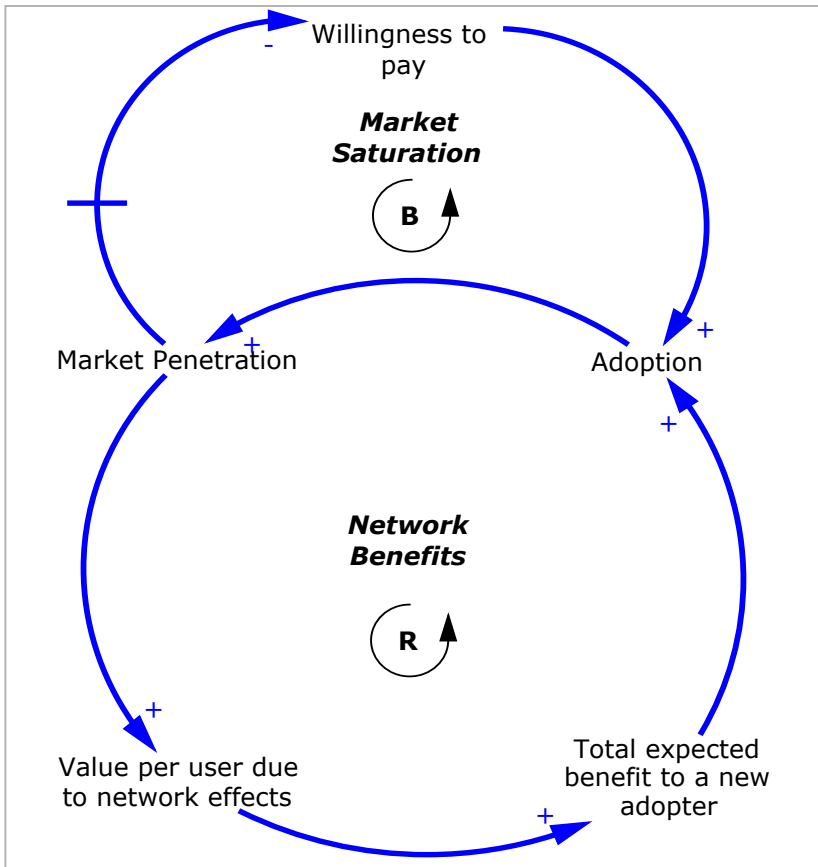 -
Willingness to
pay
Market
Saturation
B
+
+
Market Penetration
Adoption
+
Network
Benefits
R
+
Value per user due
to network effects
+
Total expected
benefit to a new
adopter